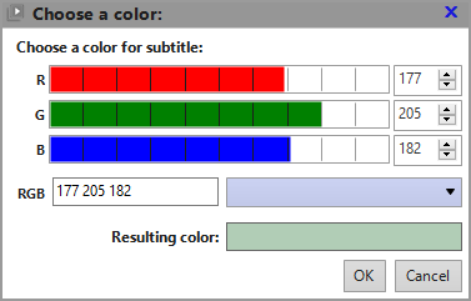 Choose a color:
Choose a color for subtitle:
R 177
G 205
B 182
RGB 177 205 182
Resulting color:
OK Cancel